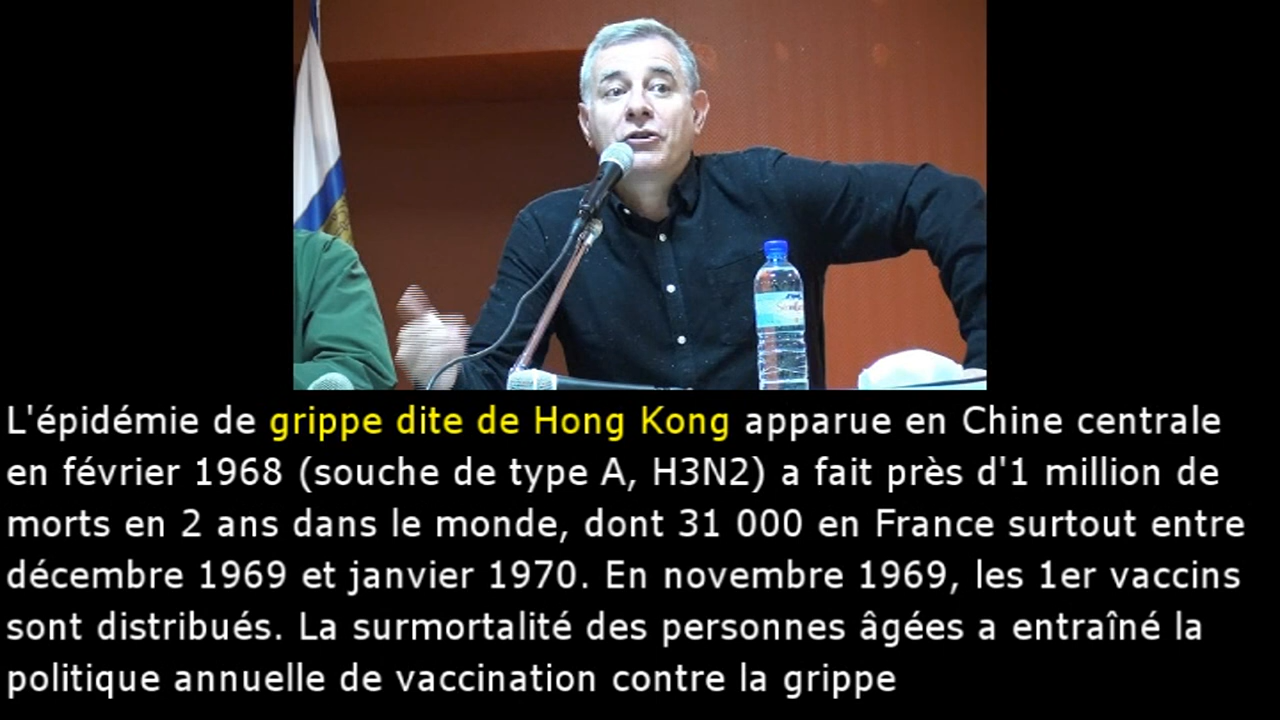 L'épidémie de grippe dite de Hong Kong apparue en Chine centrale
en février 1968 (souche de type A, H3N2) a fait près d'1 million de
morts en 2 ans dans le monde, dont 31 000 en France surtout entre
décembre 1969 et janvier 1970. En novembre 1969, les 1er vaccins
sont distribués. La surmortalité des personnes âgées a entraîné la
politique annuelle de vaccination contre la grippe